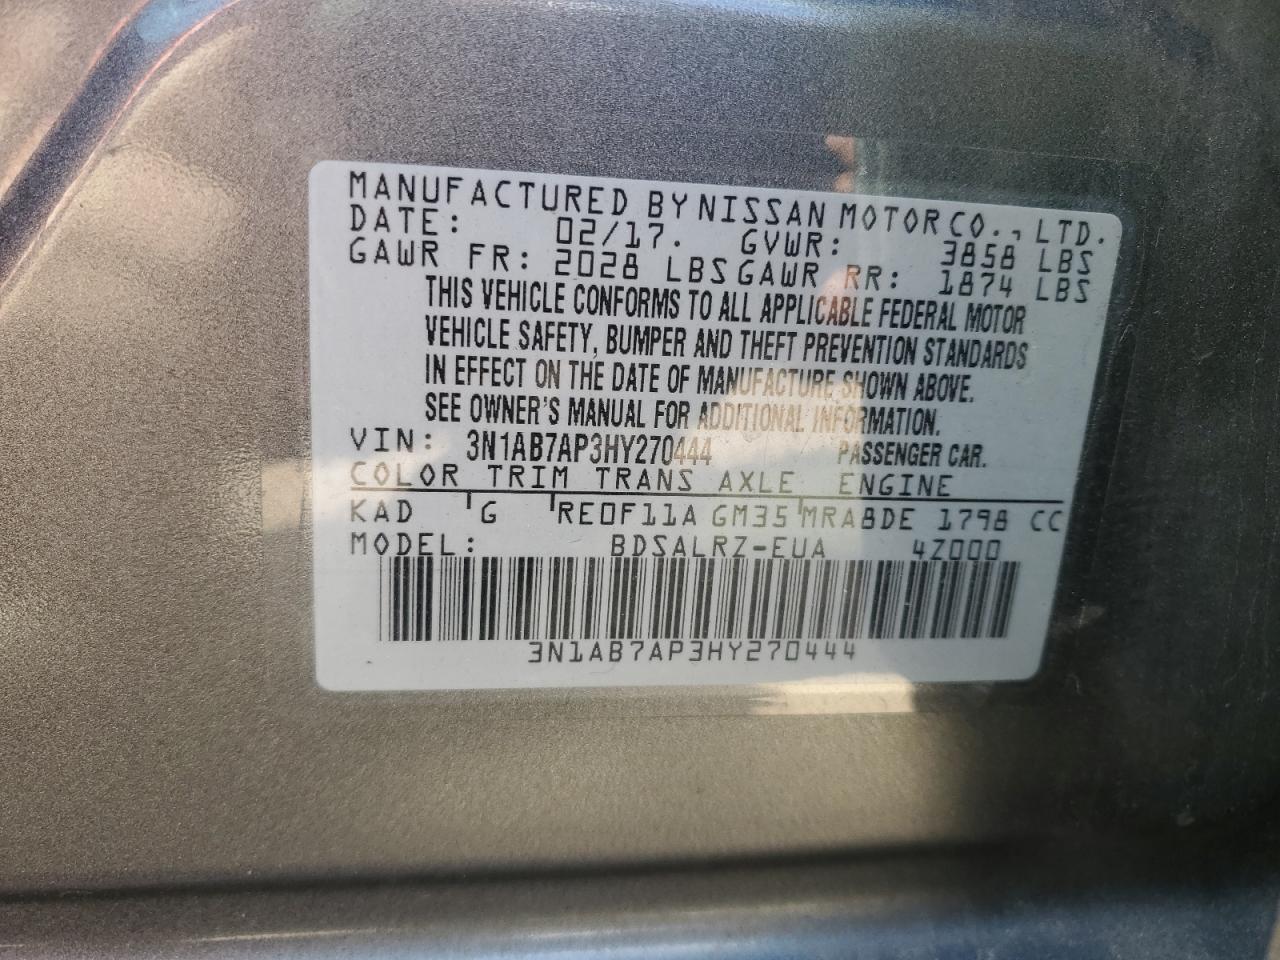 MANUFACTURED BY NISSAN MOTOR CO., LTD.
DATE: 02/17. GVWR: 3858 LBS
GAWR FR: 2028 LBS GAWR RR: 1874 LBS
THIS VEHICLE CONFORMS TO ALL APPLICABLE FEDERAL MOTOR
VEHICLE SAFETY, BUMPER AND THEFT PREVENTION STANDARDS
IN EFFECT ON THE DATE OF MANUFACTURE SHOWN ABOVE.
SEE OWNER'S MANUAL FOR ADDITIONAL INFORMATION.
VIN: 3N1AB7AP3HY270444 PASSENGER CAR.
COLOR TRIM TRANS AXLE ENGINE
KAD G RE0F11A GM35 MRA8DE 1798 CC
MODEL: BDSALRZ-EUA 4Z000
3N1AB7AP3HY270444